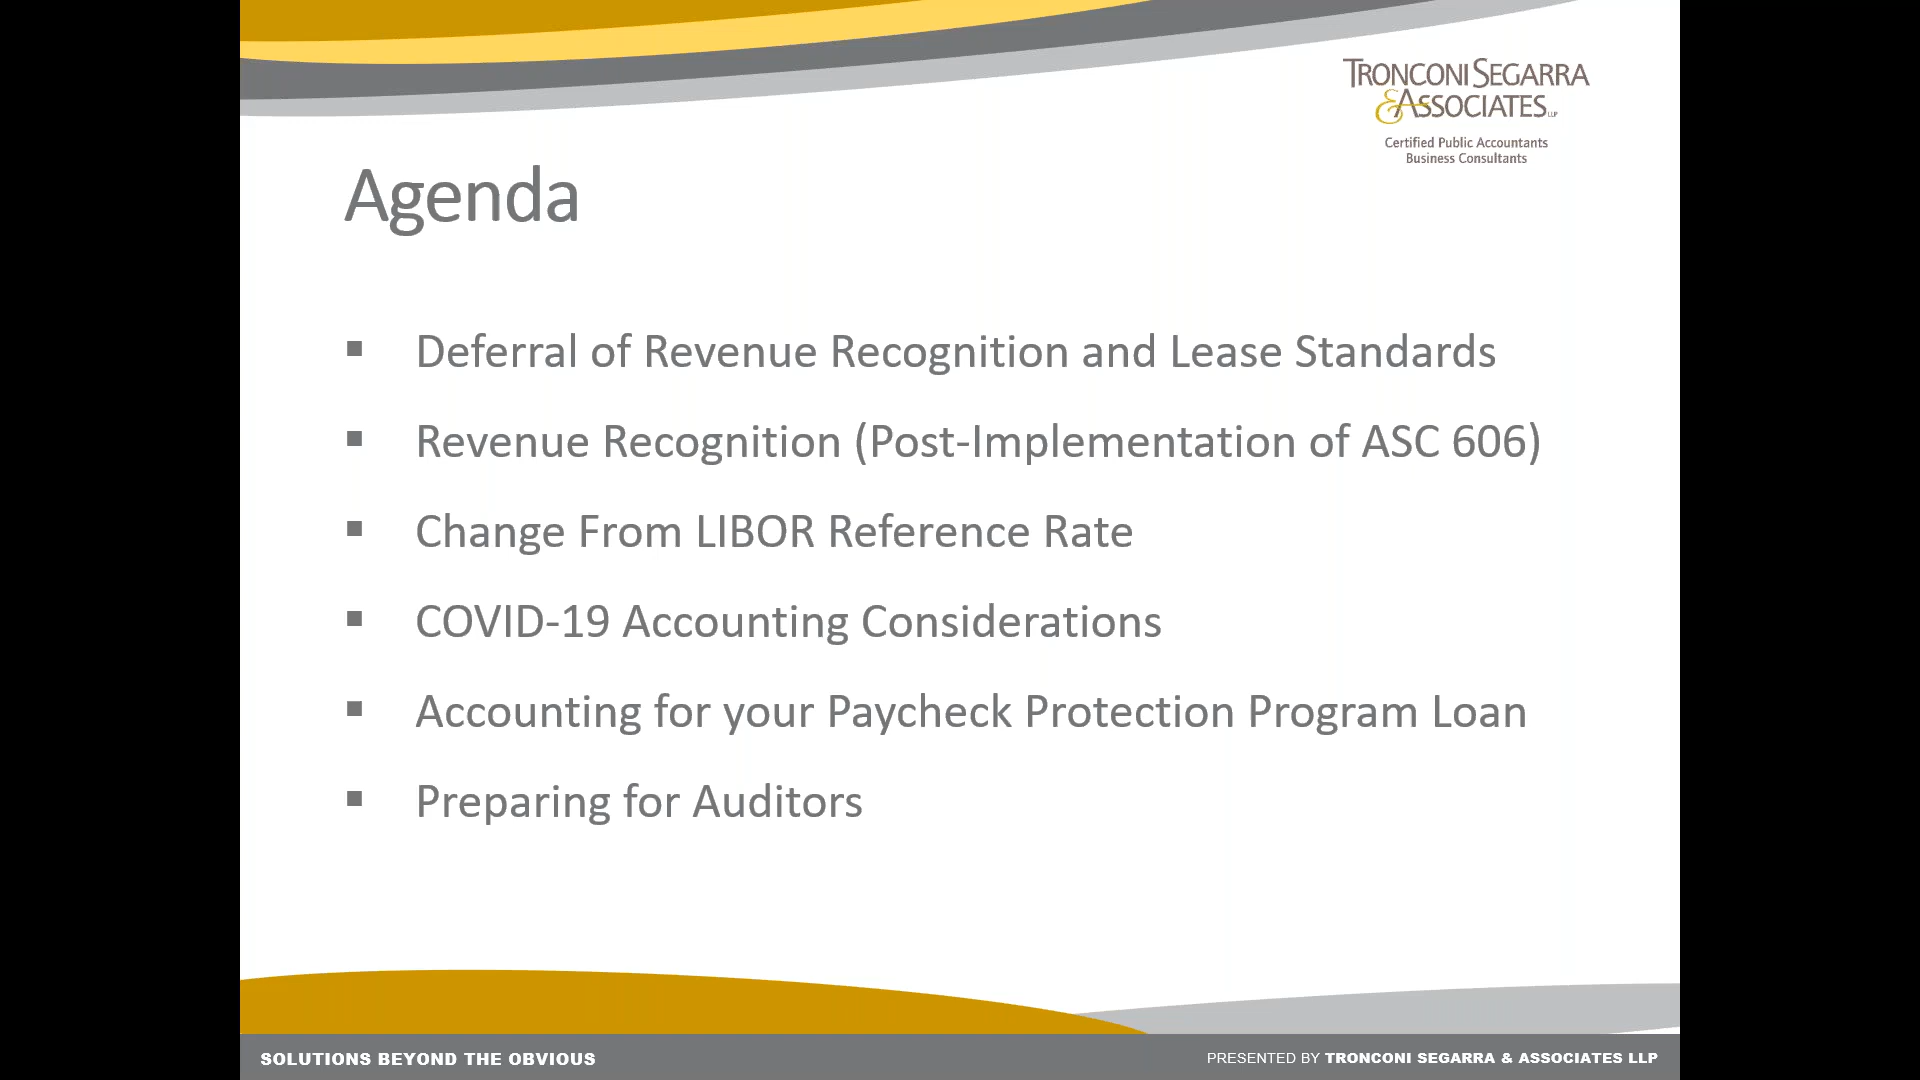 TRONCONI SEGARRA
& ASSOCIATES LLP
Certified Public Accountants
Business Consultants
Agenda
▪ Deferral of Revenue Recognition and Lease Standards
▪ Revenue Recognition (Post-Implementation of ASC 606)
▪ Change From LIBOR Reference Rate
▪ COVID-19 Accounting Considerations
▪ Accounting for your Paycheck Protection Program Loan
▪ Preparing for Auditors
SOLUTIONS BEYOND THE OBVIOUS
PRESENTED BY TRONCONI SEGARRA & ASSOCIATES LLP